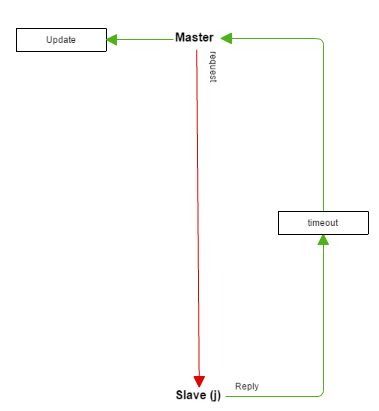 Update
Master
request
timeout
Reply
Slave (j)